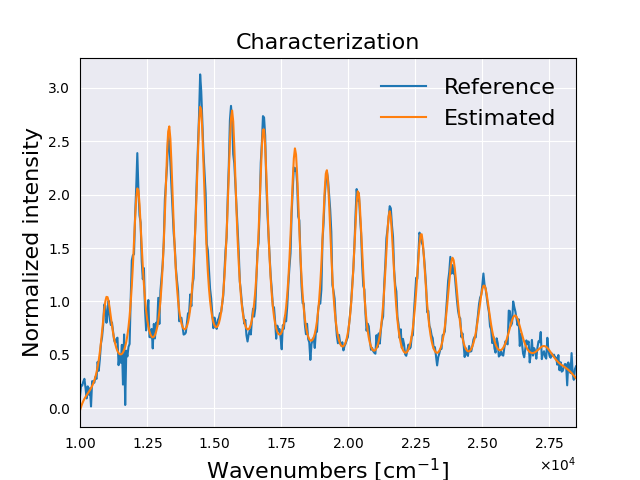 Characterization
Reference
Estimated
Normalized intensity
3.0
2.5
2.0
1.5
1.0
0.5
0.0
1.00 1.25 1.50 1.75 2.00 2.25 2.50 2.75
×10⁴
Wavenumbers [cm⁻¹]